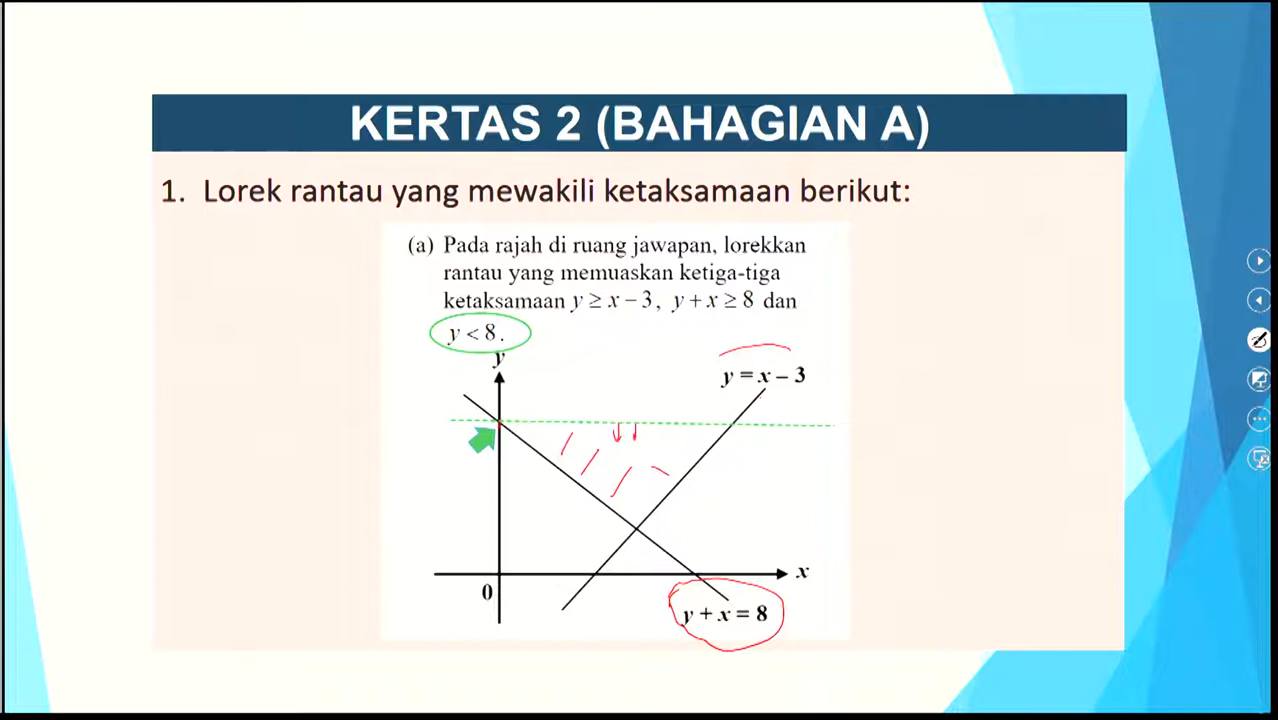 KERTAS 2 (BAHAGIAN A)
1. Lorek rantau yang mewakili ketaksamaan berikut:
(a) Pada rajah di ruang jawapan, lorekkan
rantau yang memuaskan ketiga-tiga
ketaksamaan y ≥ x – 3, y + x ≥ 8 dan
y < 8.
y
y = x – 3
x
0
y + x = 8